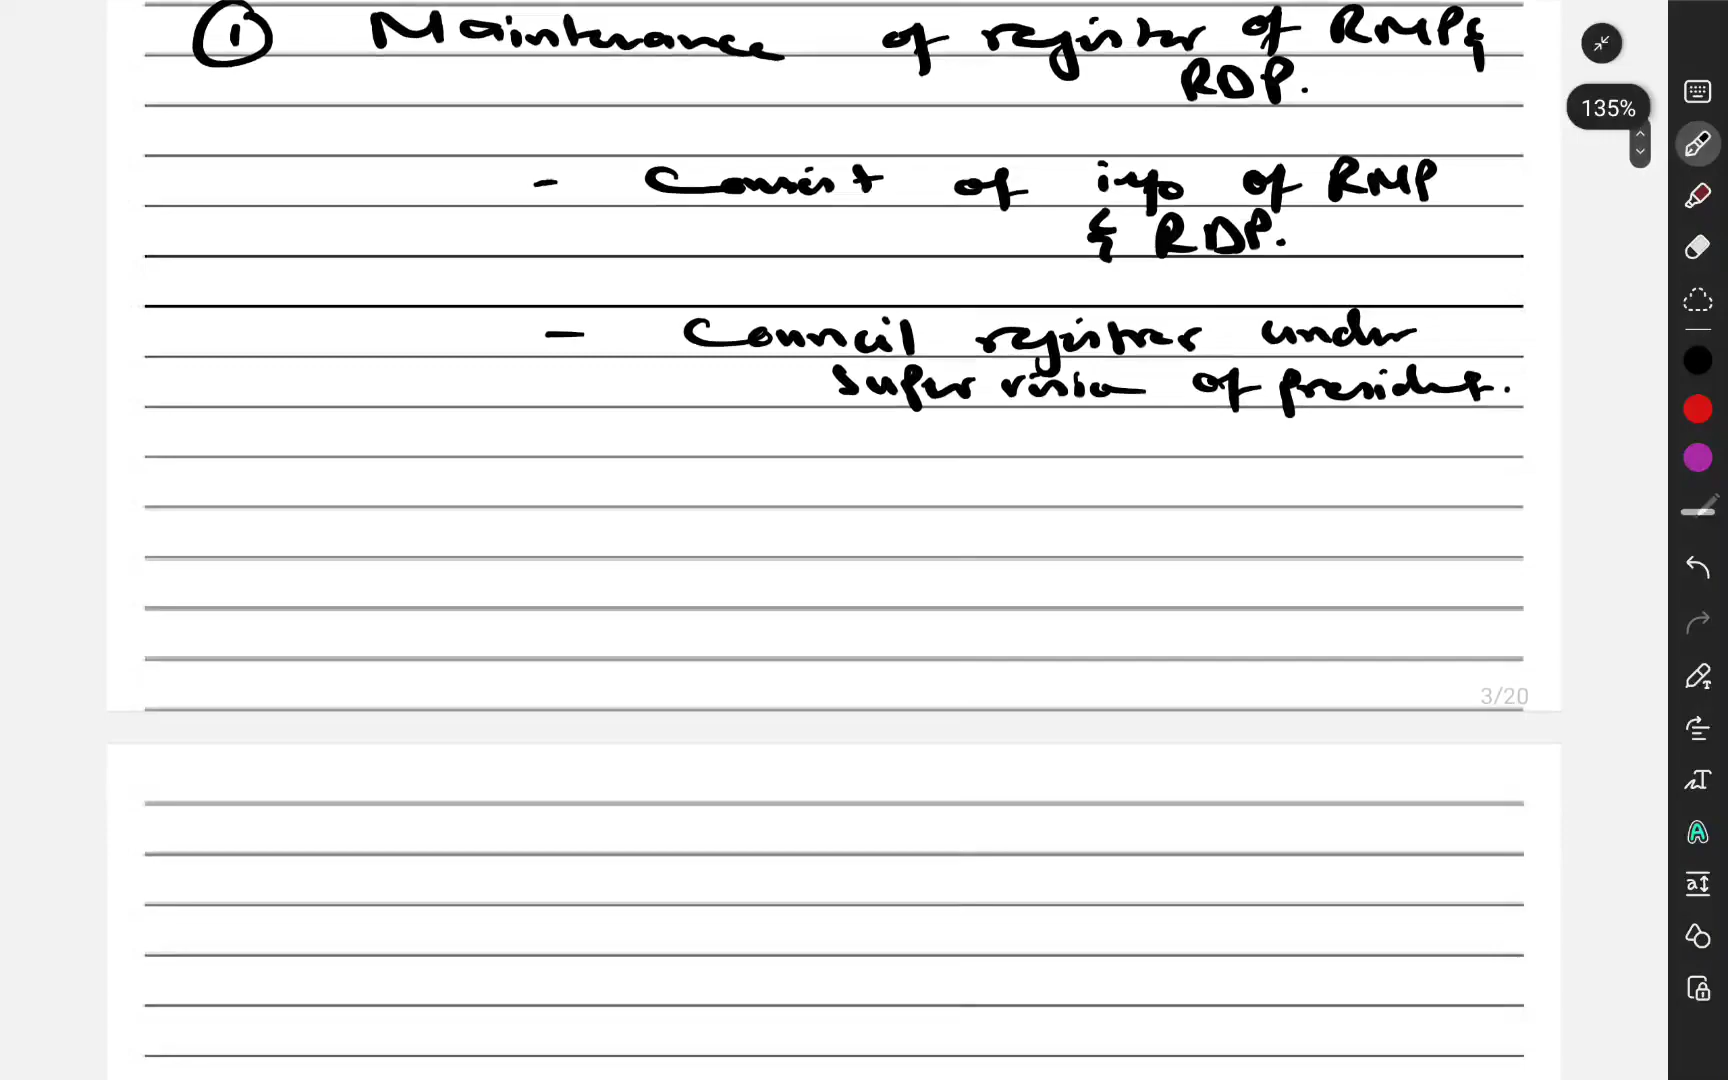 ① Maintenance of register of RMP &
RDP.
135%
- Consist of info of RMP
& RDP.
- Council registrar under
supervision of president.
3/20